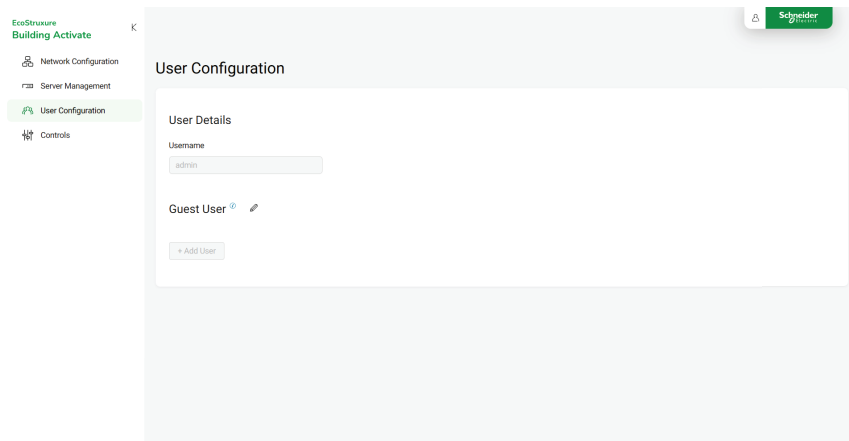 EcoStruxure
Building Activate
Network Configuration
Server Management
User Configuration
Controls
Schneider
Electric
User Configuration
User Details
Username
admin
Guest User
+ Add User